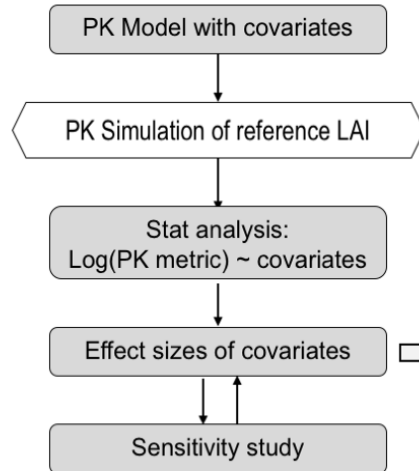 PK Model with covariates
PK Simulation of reference LAI
Stat analysis:
Log(PK metric) ~ covariates
Effect sizes of covariates
Sensitivity study